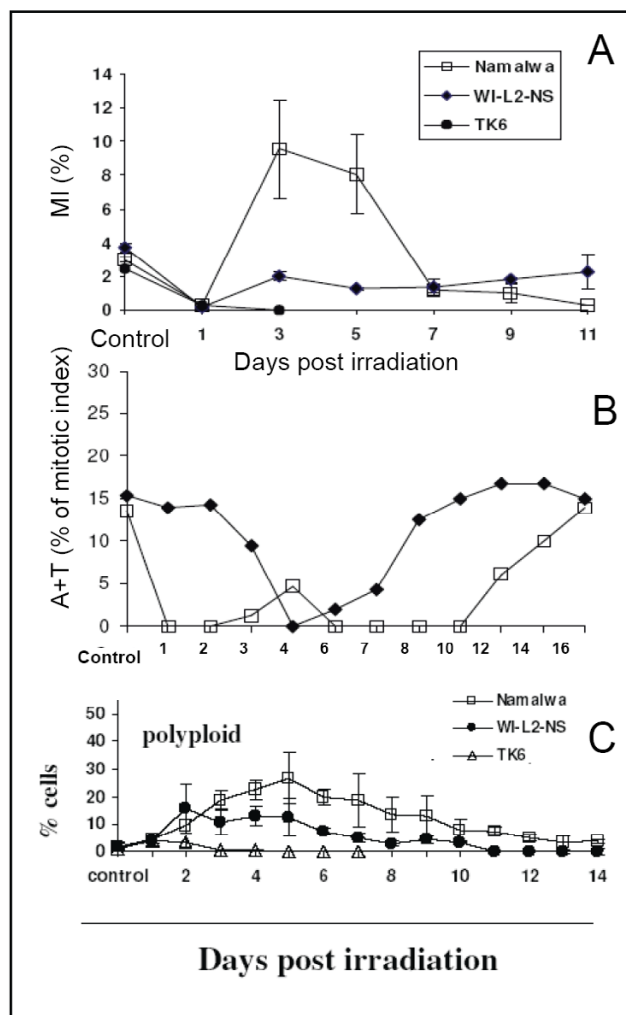 A
Namalwa
WI-L2-NS
TK6
14
12
10
8
6
4
2
0
MI (%)
Control 1 3 5 7 9 11
Days post irradiation
B
30
25
20
15
10
5
0
A+T (% of mitotic index)
Control 1 2 3 4 6 7 8 10 12 14 16
C
Namalwa
WI-L2-NS
TK6
polyploid
50
40
30
20
10
0
% cells
control 2 4 6 8 10 12 14
Days post irradiation